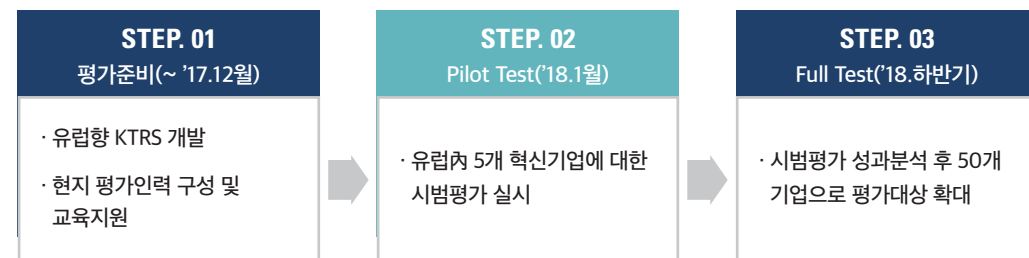 STEP. 01
평가준비(~ ’17.12월)
· 유럽향 KTRS 개발
· 현지 평가인력 구성 및
교육지원
STEP. 02
Pilot Test(’18.1월)
· 유럽內 5개 혁신기업에 대한
시범평가 실시
STEP. 03
Full Test(’18.하반기)
· 시범평가 성과분석 후 50개
기업으로 평가대상 확대